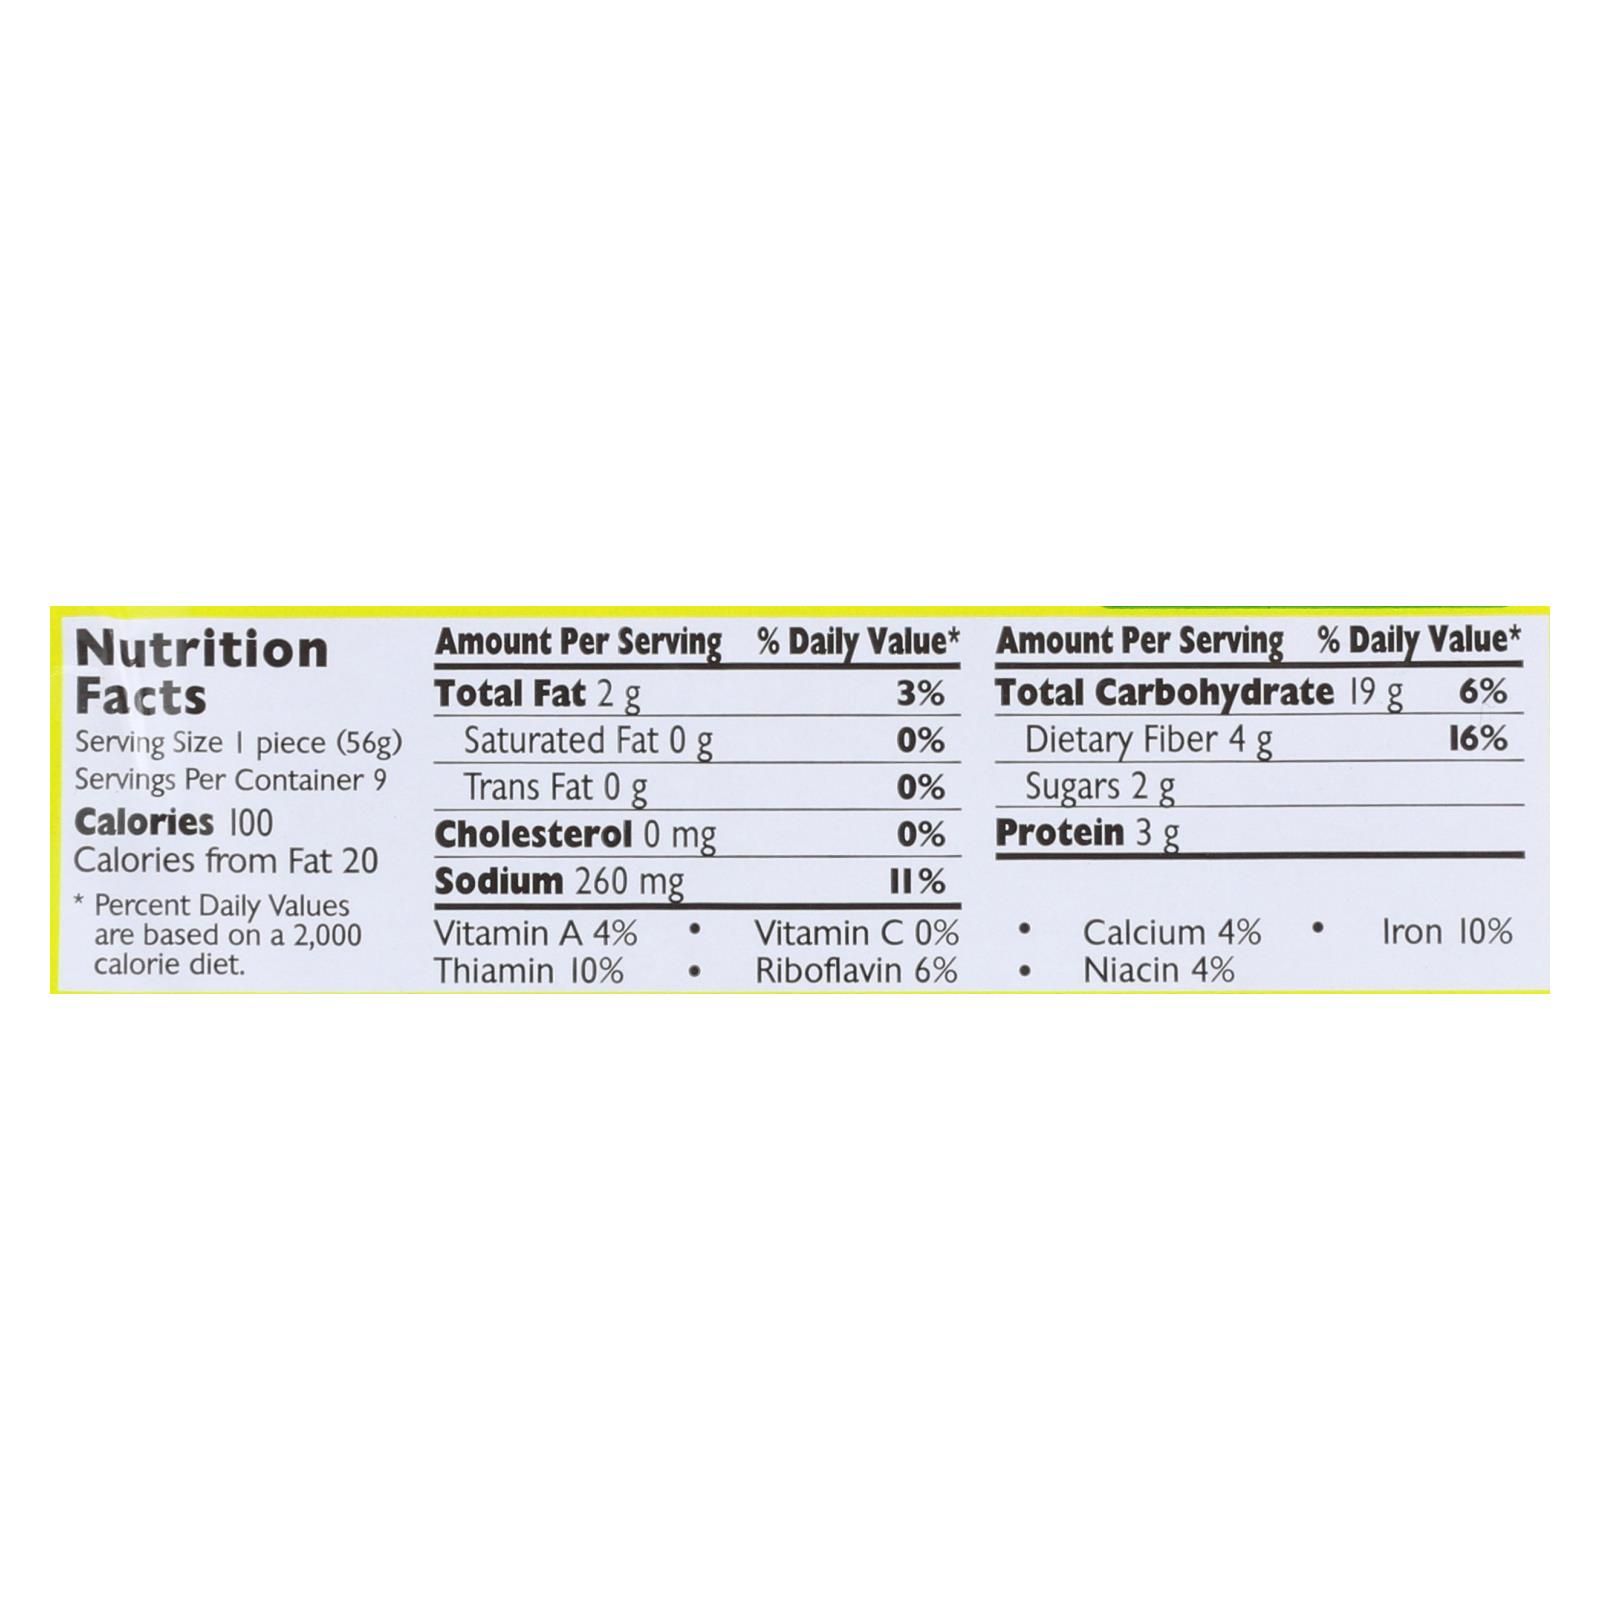 Nutrition
Facts
Serving Size 1 piece (56g)
Servings Per Container 9
Calories 100
Calories from Fat 20
* Percent Daily Values
are based on a 2,000
calorie diet.
Amount Per Serving % Daily Value*
Total Fat 2 g 3%
Saturated Fat 0 g 0%
Trans Fat 0 g 0%
Cholesterol 0 mg 0%
Sodium 260 mg 11%
Amount Per Serving % Daily Value*
Total Carbohydrate 19 g 6%
Dietary Fiber 4 g 16%
Sugars 2 g
Protein 3 g
Vitamin A 4% • Vitamin C 0% • Calcium 4% • Iron 10%
Thiamin 10% • Riboflavin 6% • Niacin 4%